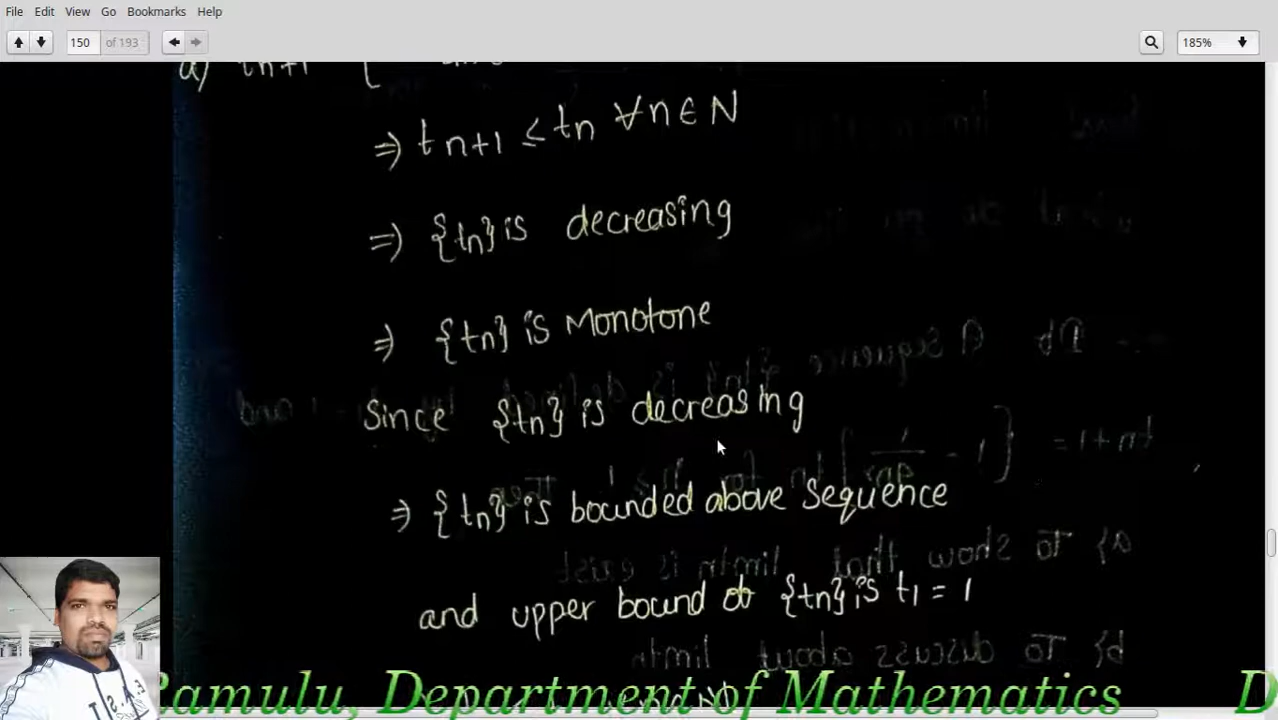 File Edit View Go Bookmarks Help
150 of 193 185%
a) tn+1
⇒ tn+1 ≤ tn ∀n∈N
⇒ {tn} is decreasing
⇒ {tn} is Monotone
Since {tn} is decreasing
⇒ {tn} is bounded above sequence
and upper bound of {tn} is t1 = 1
Ramulu, Department of Mathematics D